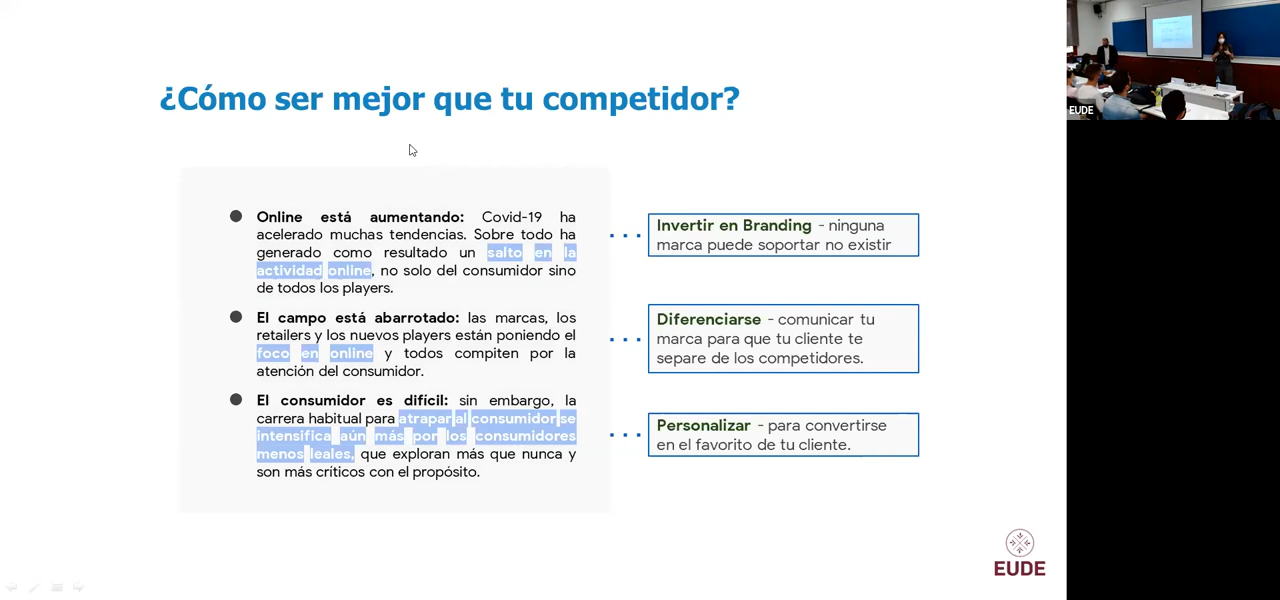 ¿Cómo ser mejor que tu competidor?
Online está aumentando: Covid-19 ha
acelerado muchas tendencias. Sobre todo ha
generado como resultado un salto en la
actividad online, no solo del consumidor sino
de todos los players.
El campo está abarrotado: las marcas, los
retailers y los nuevos players están poniendo el
foco en online y todos compiten por la
atención del consumidor.
El consumidor es difícil: sin embargo, la
carrera habitual para atrapar al consumidor se
intensifica aún más por los consumidores
menos leales, que exploran más que nunca y
son más críticos con el propósito.
Invertir en Branding - ninguna
marca puede soportar no existir
Diferenciarse - comunicar tu
marca para que tu cliente te
separe de los competidores.
Personalizar - para convertirse
en el favorito de tu cliente.
EUDE
EUDE